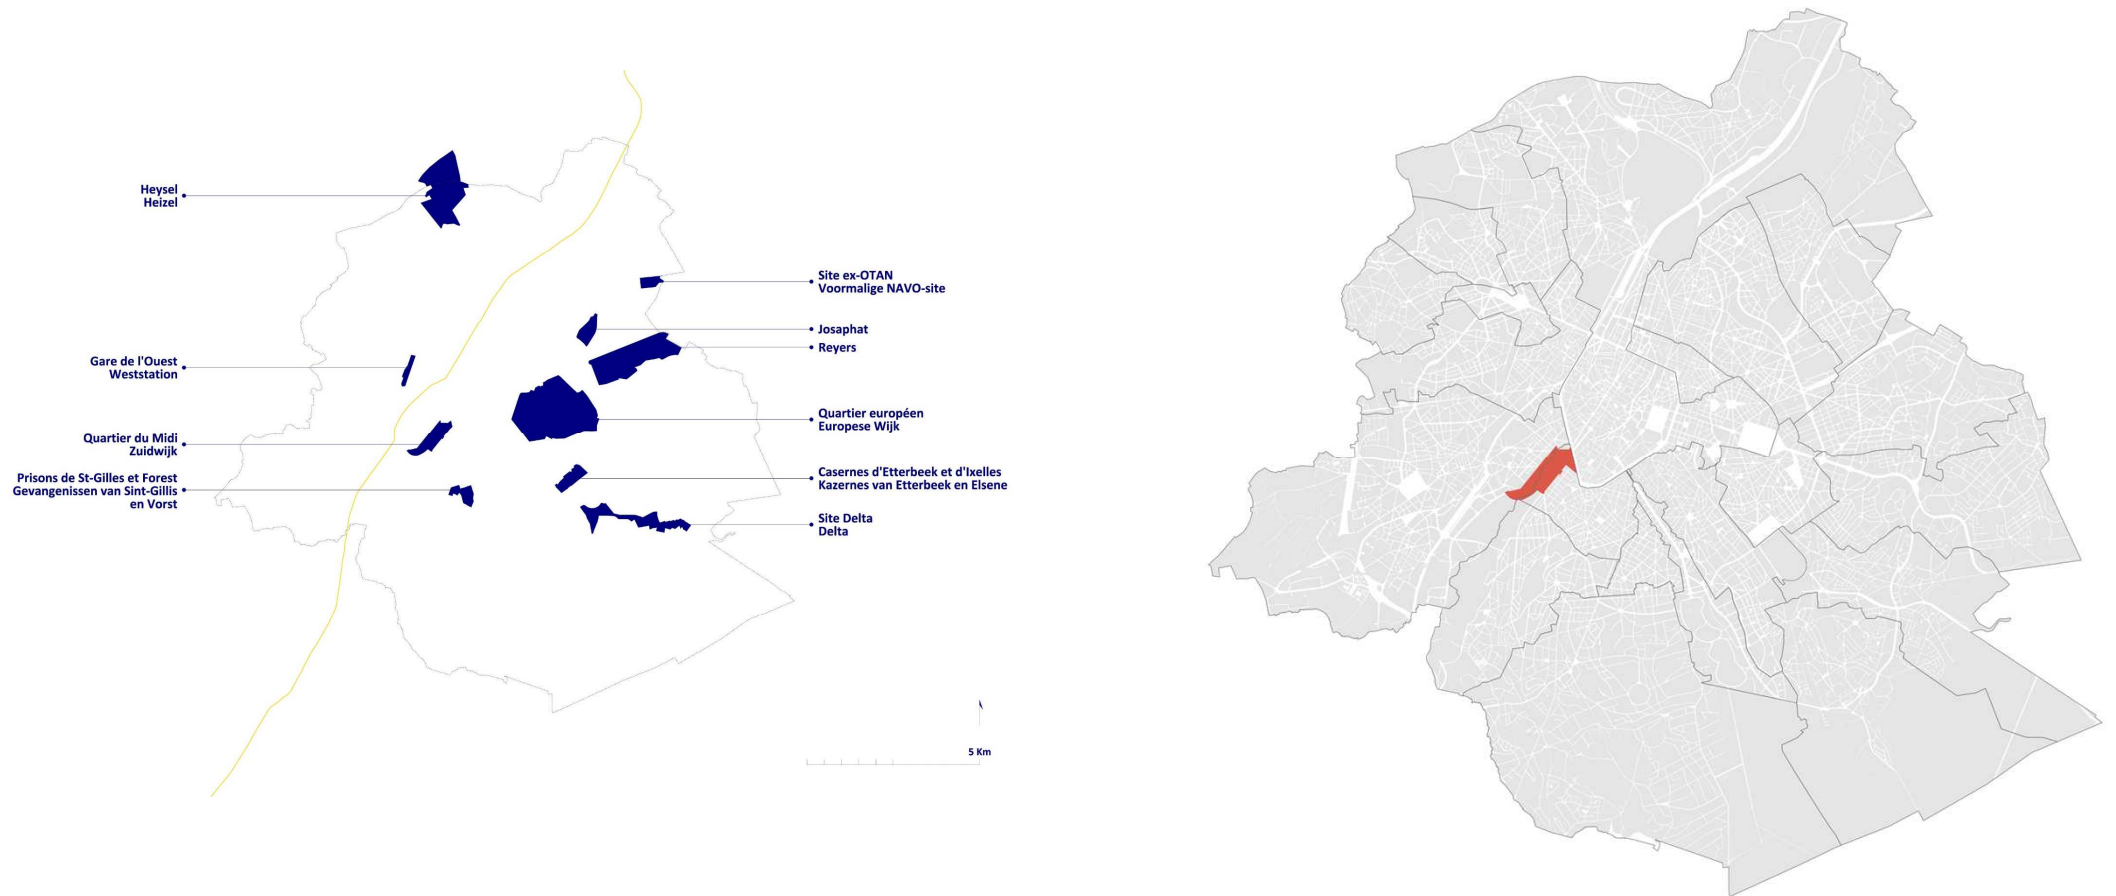 Heysel
Heizel
Gare de l'Ouest
Weststation
Quartier du Midi
Zuidwijk
Prisons de St-Gilles et Forest
Gevangenissen van Sint-Gillis
en Vorst
Site ex-OTAN
Voormalige NAVO-site
Josaphat
Reyers
Quartier européen
Europese Wijk
Casernes d'Etterbeek et d'Ixelles
Kazernes van Etterbeek en Elsene
Site Delta
Delta
5 Km